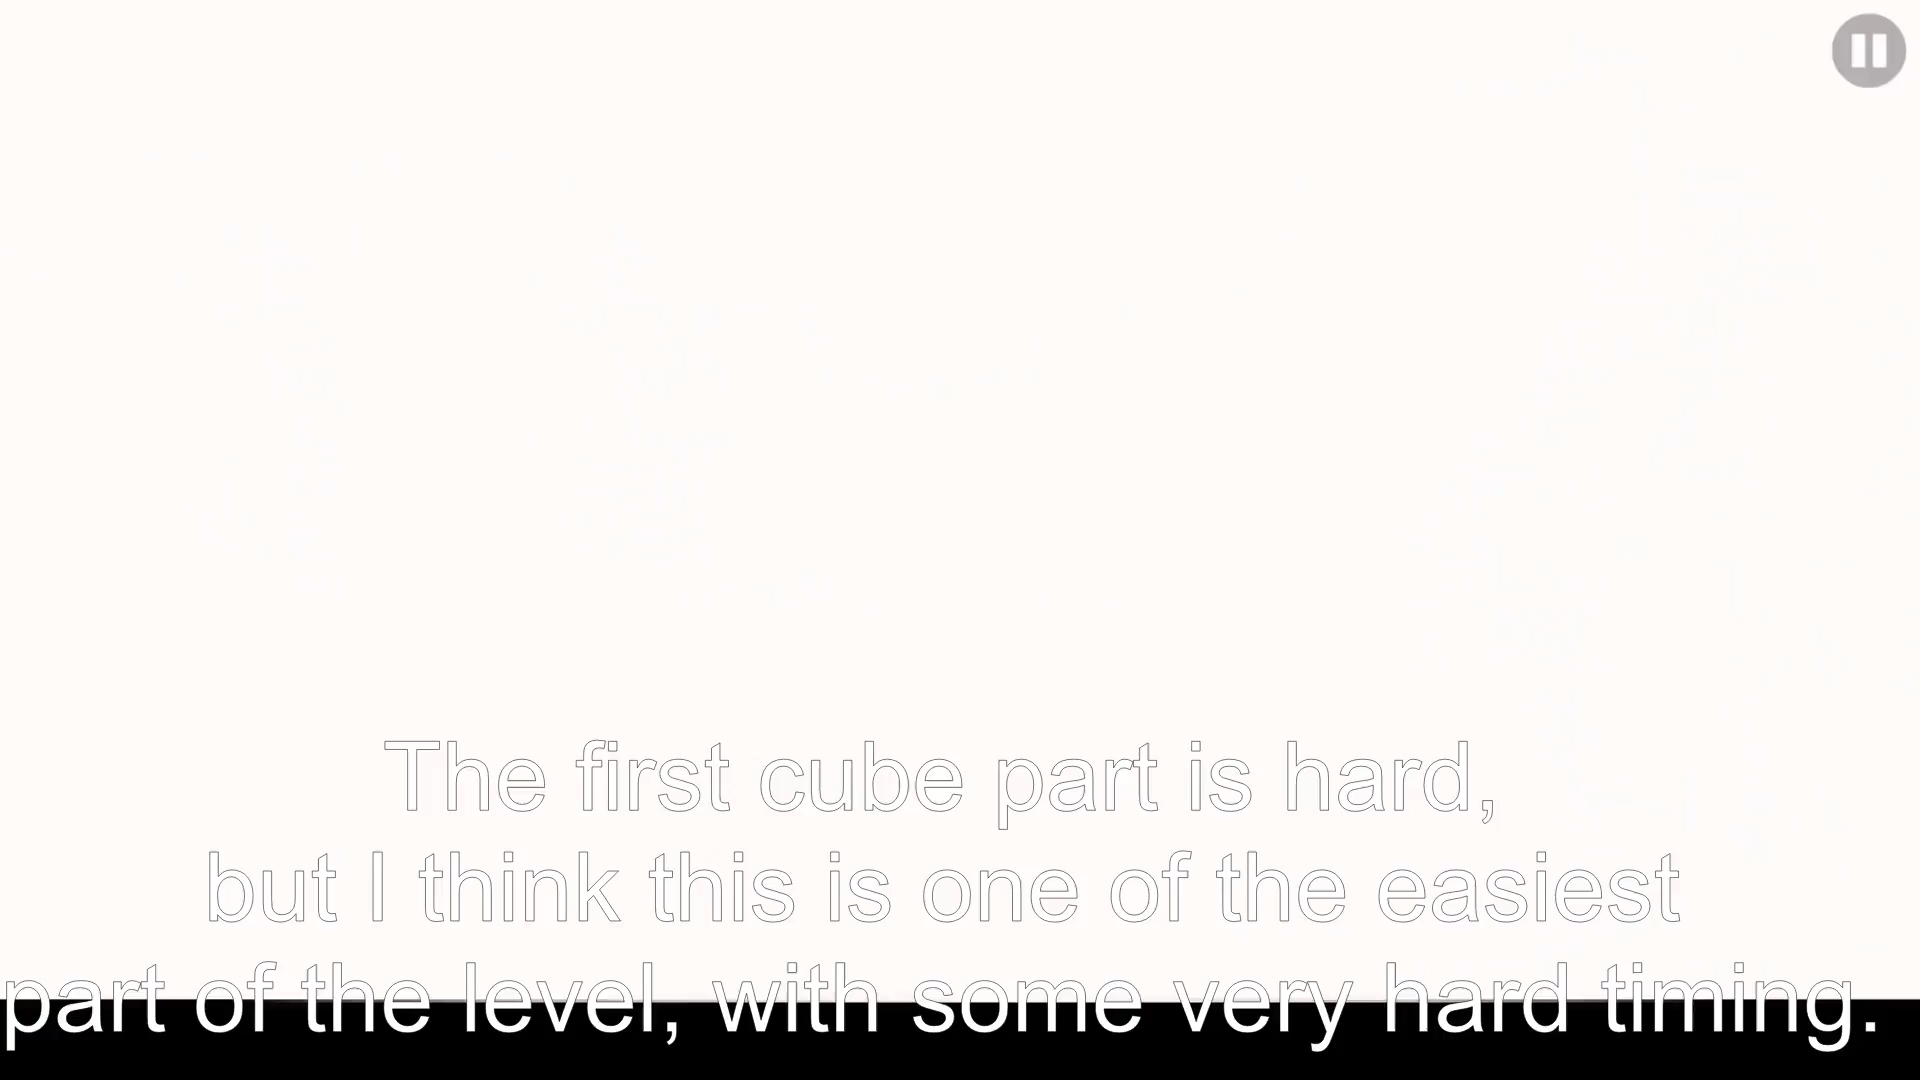 The first cube part is hard,
but I think this is one of the easiest
part of the level, with some very hard timing.